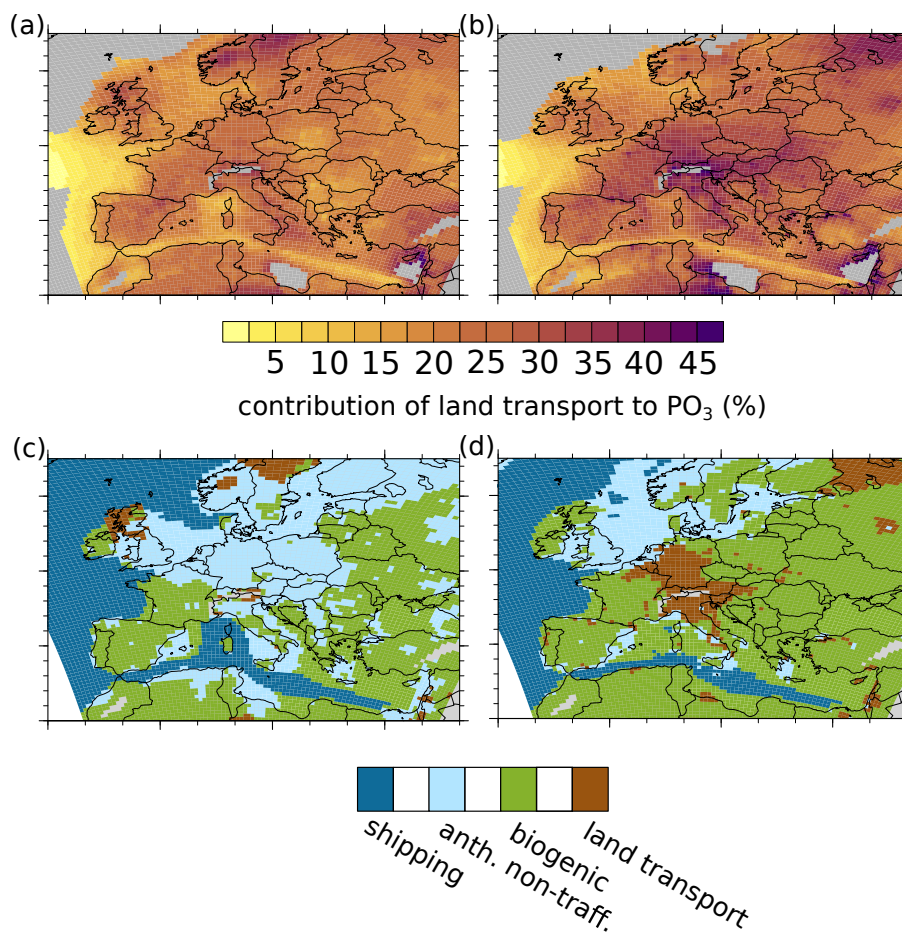 (a)
(b)
5 10 15 20 25 30 35 40 45
contribution of land transport to PO₃ (%)
(c)
(d)
shipping
anth. non-traff.
biogenic
land transport